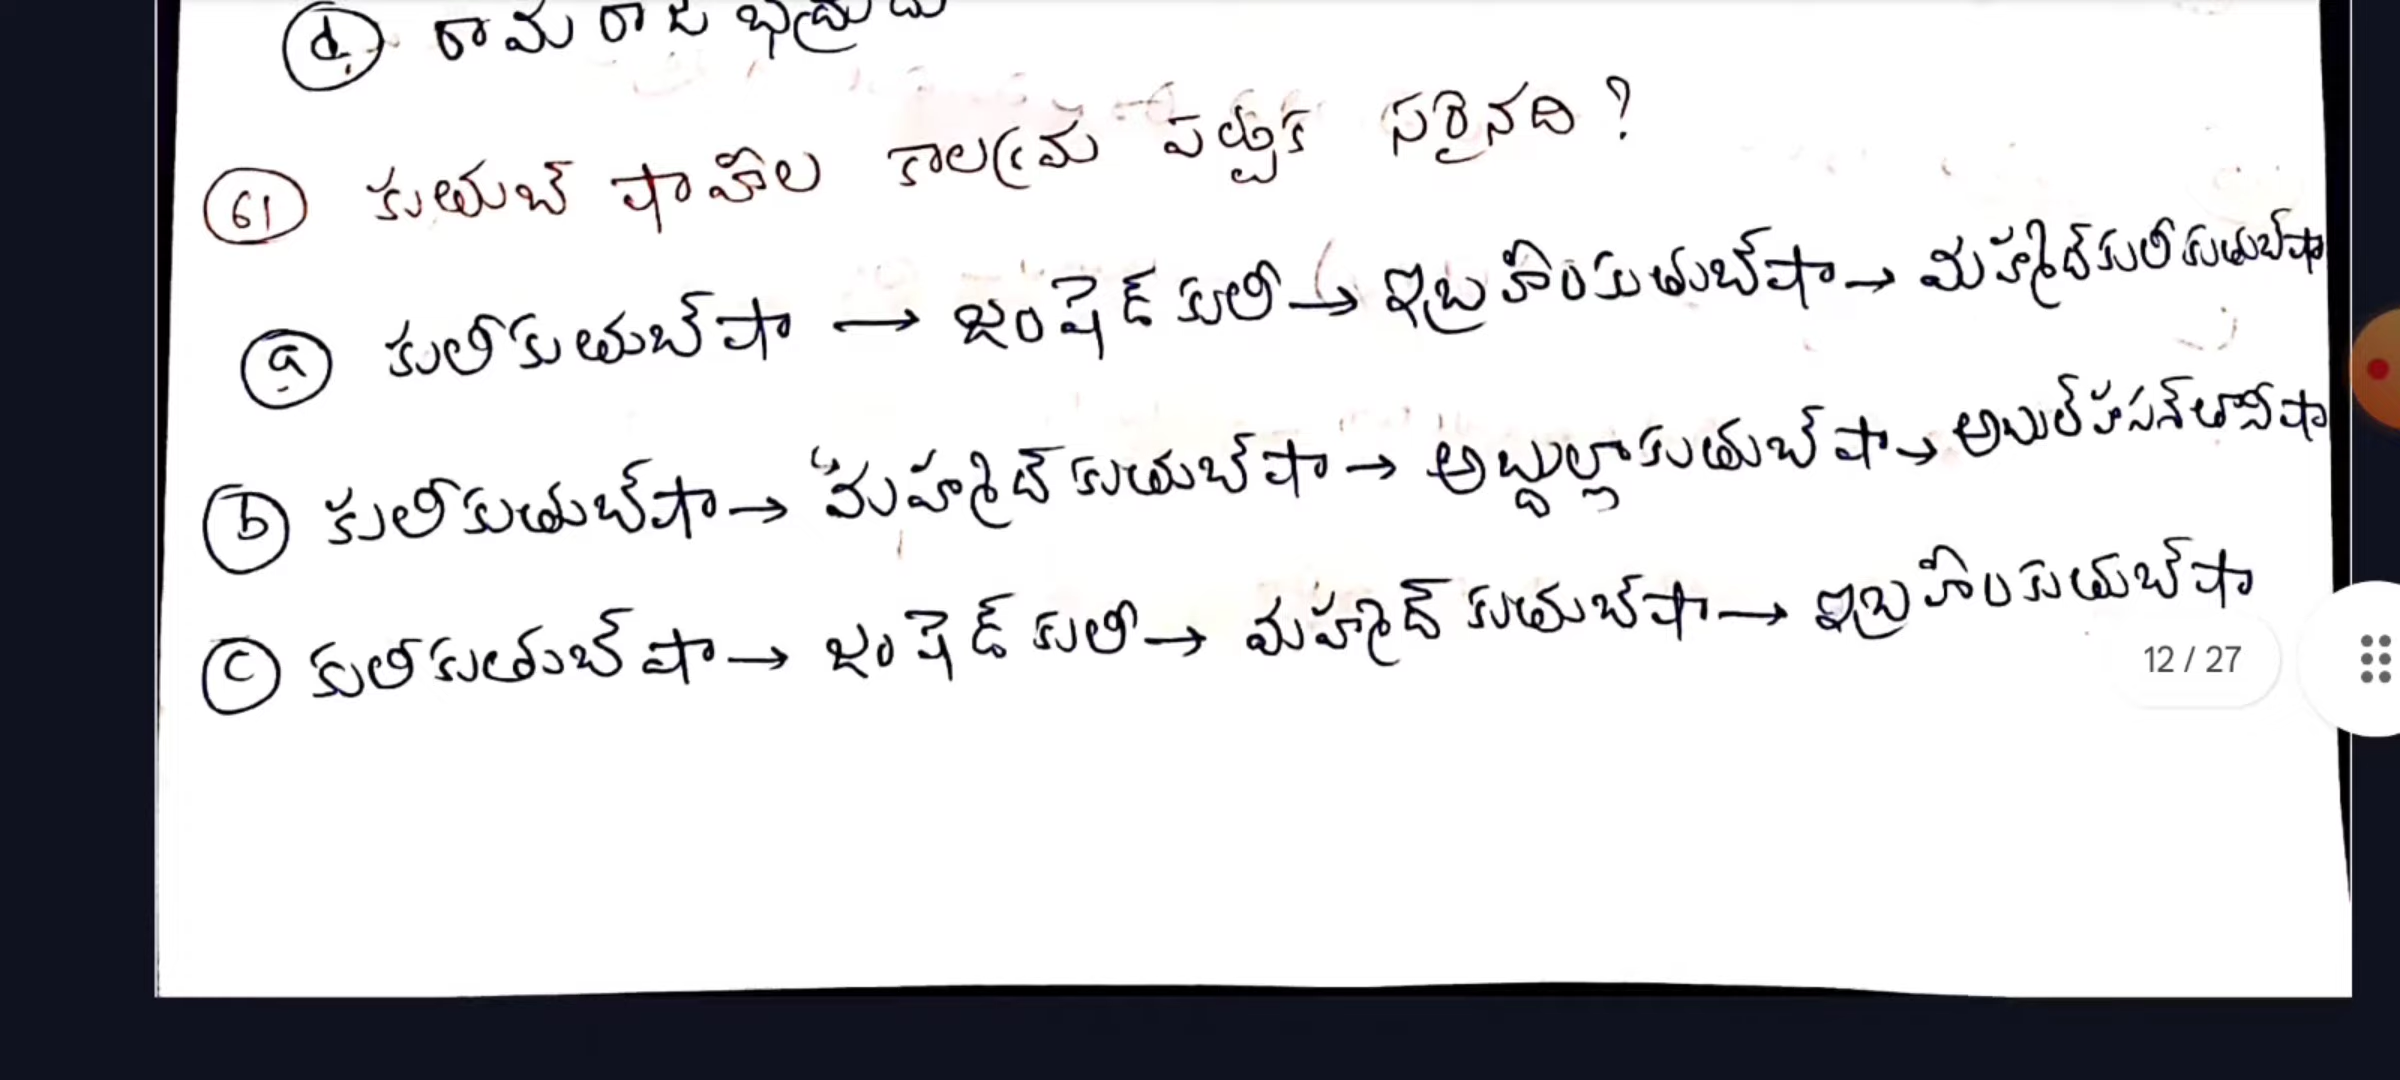 ⓓ రామరాజ భద్రుడు
61 కుతుబ్ షాహిల కాలక్రమ పట్టిక సరైనది ?
ⓐ కులీకుతుబ్ షా → జంషెడ్ కులీ → ఇబ్రహీం కుతుబ్ షా → మహ్మద్ కులీ కుతుబ్ షా
ⓑ కులీకుతుబ్ షా → మహ్మద్ కుతుబ్ షా → అబ్దుల్లా కుతుబ్ షా → అబుల్ హసన్ తానీషా
ⓒ కులీకుతుబ్ షా → జంషెడ్ కులీ → మహ్మద్ కుతుబ్ షా → ఇబ్రహీం కుతుబ్ షా
12 / 27